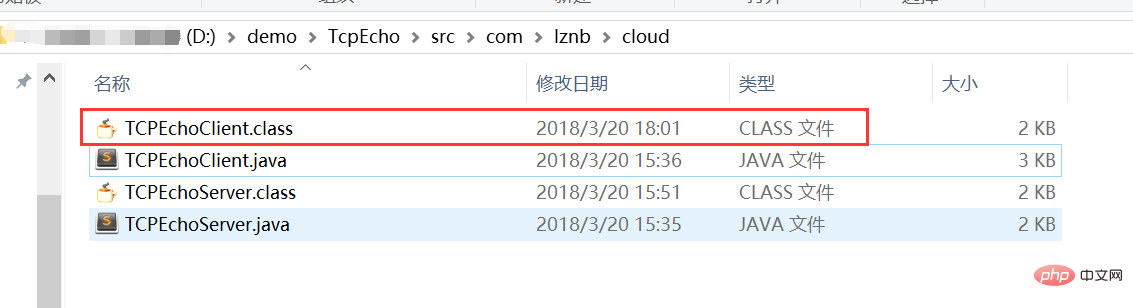 (D:) › demo › TcpEcho › src › com › lznb › cloud
名称 修改日期 类型 大小
TCPEchoClient.class 2018/3/20 18:01 CLASS 文件 2 KB
TCPEchoClient.java 2018/3/20 15:36 JAVA 文件 3 KB
TCPEchoServer.class 2018/3/20 15:51 CLASS 文件 2 KB
TCPEchoServer.java 2018/3/20 15:35 JAVA 文件 2 KB
php 中文网